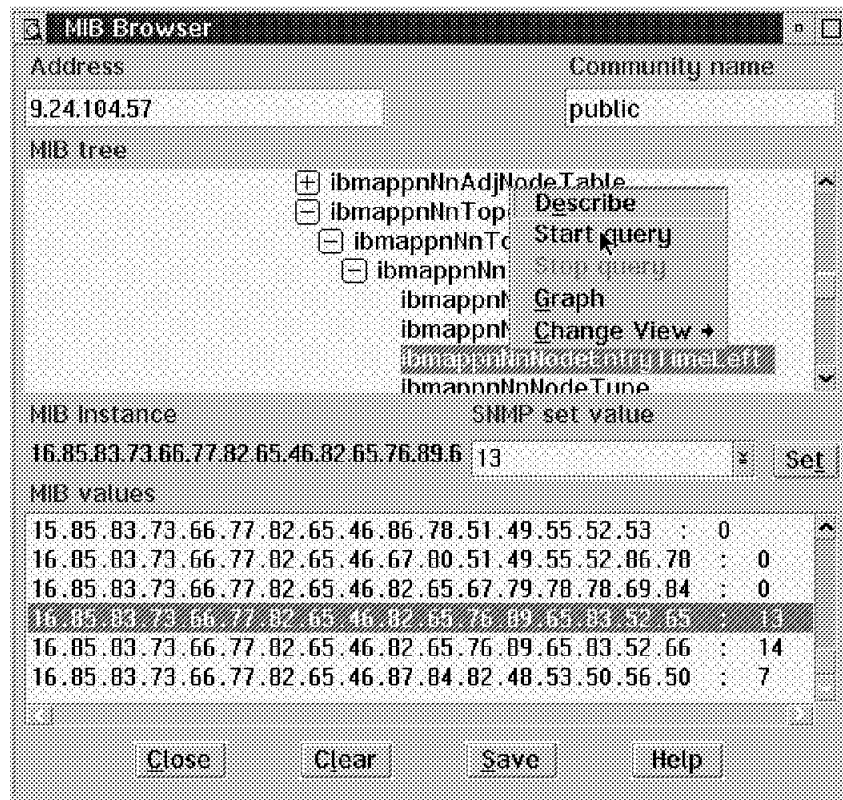 MIB Browser
Address Community name
9.24.104.57 public
MIB tree
ibmappnNnAdjNodeTable
ibmappnNnTop
Describe
ibmappnNnTo
Start query
ibmappnNn
Stop query
ibmappnN
Graph
ibmappnN
Change View
ibmappnNnNodeEntryTimeLeft
ibmappnNnNodeType
MIB instance SNMP set value
16.85.83.73.66.77.82.65.46.82.65.76.89.6 13 Set
MIB values
15.85.83.73.66.77.82.65.46.86.78.51.49.55.52.53 : 0
16.85.83.73.66.77.82.65.46.67.80.51.49.55.52.86.78 : 0
16.85.83.73.66.77.82.65.46.82.65.67.79.78.78.69.84 : 0
16.85.83.73.66.77.82.65.46.82.65.76.89.65.83.52.65 : 13
16.85.83.73.66.77.82.65.46.82.65.76.89.65.83.52.66 : 14
16.85.83.73.66.77.82.65.46.87.84.82.48.53.50.56.50 : 7
Close Clear Save Help